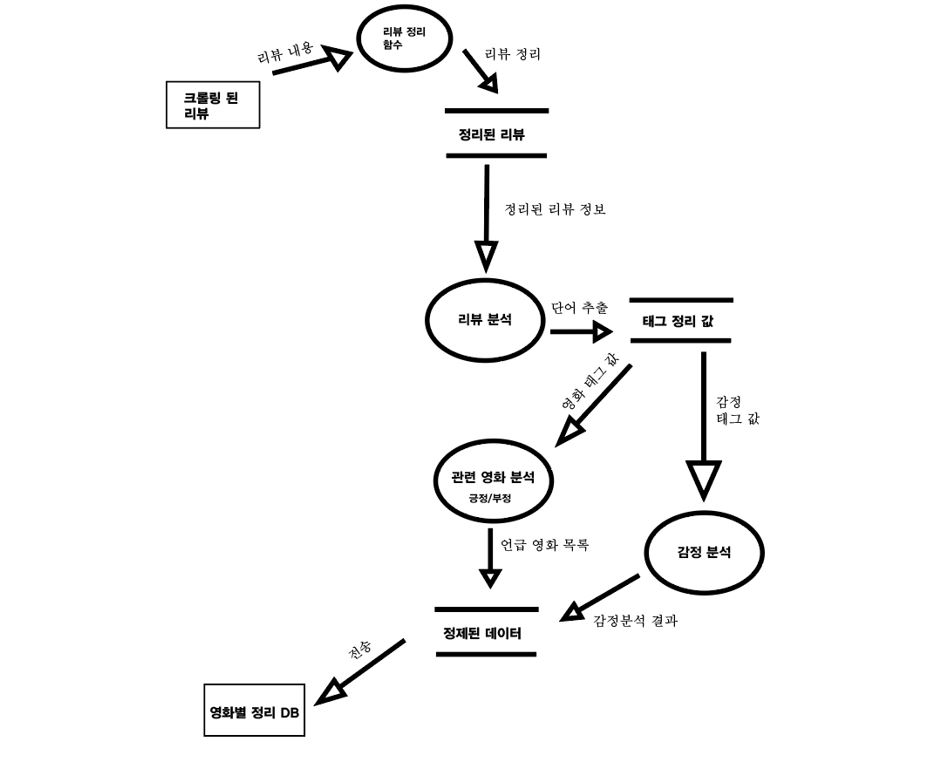 리뷰 정리
함수
리뷰 내용
리뷰 정리
크롤링 된
리뷰
정리된 리뷰
정리된 리뷰 정보
리뷰 분석
단어 추출
태그 정리 값
영화 태그 값
감정
태그 값
관련 영화 분석
긍정/부정
언급 영화 목록
감정 분석
감정분석 결과
정제된 데이터
전송
영화별 정리 DB